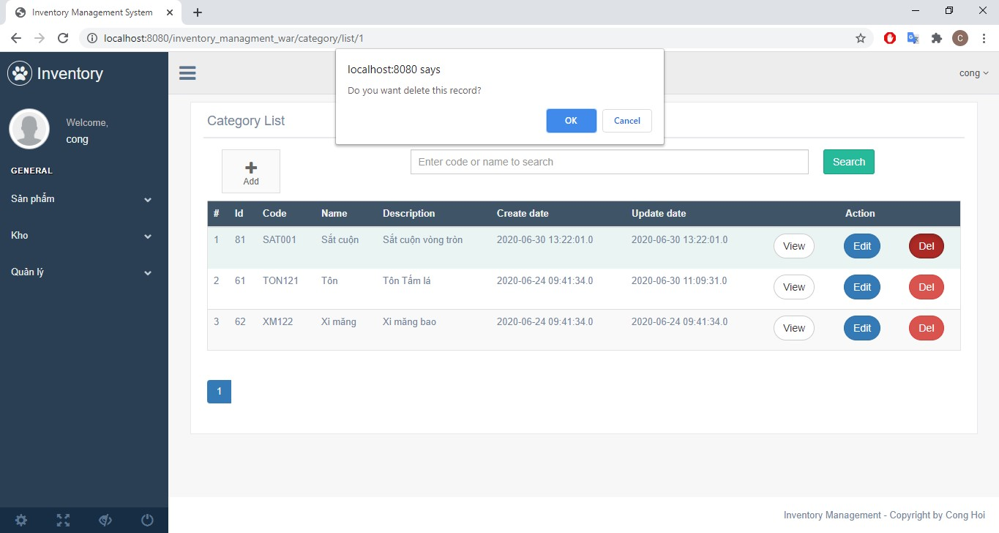 Inventory Management System
localhost:8080/inventory_managment_war/category/list/1
C
Inventory
cong
localhost:8080 says
Do you want delete this record?
OK Cancel
Welcome,
cong
GENERAL
Sản phẩm
Kho
Quản lý
Category List
Add
Enter code or name to search
Search
# Id Code Name Description Create date Update date Action
1 81 SAT001 Sắt cuộn Sắt cuộn vòng tròn 2020-06-30 13:22:01.0 2020-06-30 13:22:01.0 View Edit Del
2 61 TON121 Tôn Tôn Tấm lá 2020-06-24 09:41:34.0 2020-06-30 11:09:31.0 View Edit Del
3 62 XM122 Xi măng Xi măng bao 2020-06-24 09:41:34.0 2020-06-24 09:41:34.0 View Edit Del
1
Inventory Management - Copyright by Cong Hoi